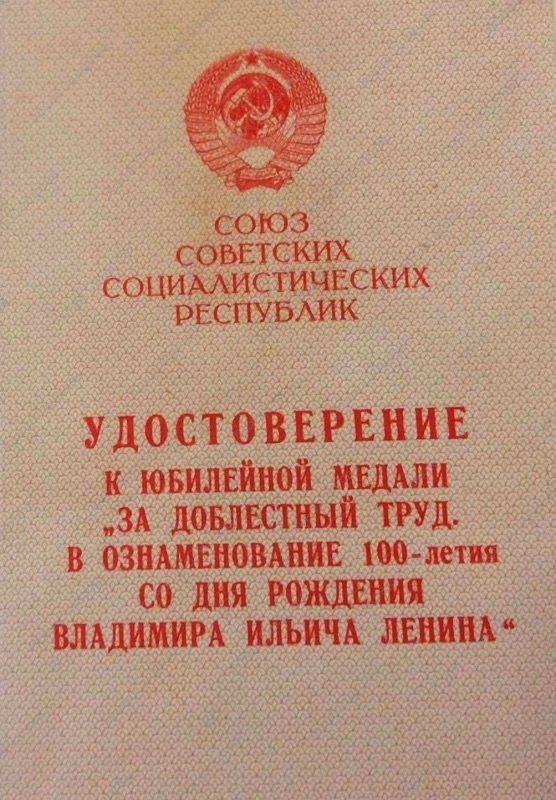 СОЮЗ
СОВЕТСКИХ
СОЦИАЛИСТИЧЕСКИХ
РЕСПУБЛИК
УДОСТОВЕРЕНИЕ
К ЮБИЛЕЙНОЙ МЕДАЛИ
„ЗА ДОБЛЕСТНЫЙ ТРУД.
В ОЗНАМЕНОВАНИЕ 100-летия
СО ДНЯ РОЖДЕНИЯ
ВЛАДИМИРА ИЛЬИЧА ЛЕНИНА“